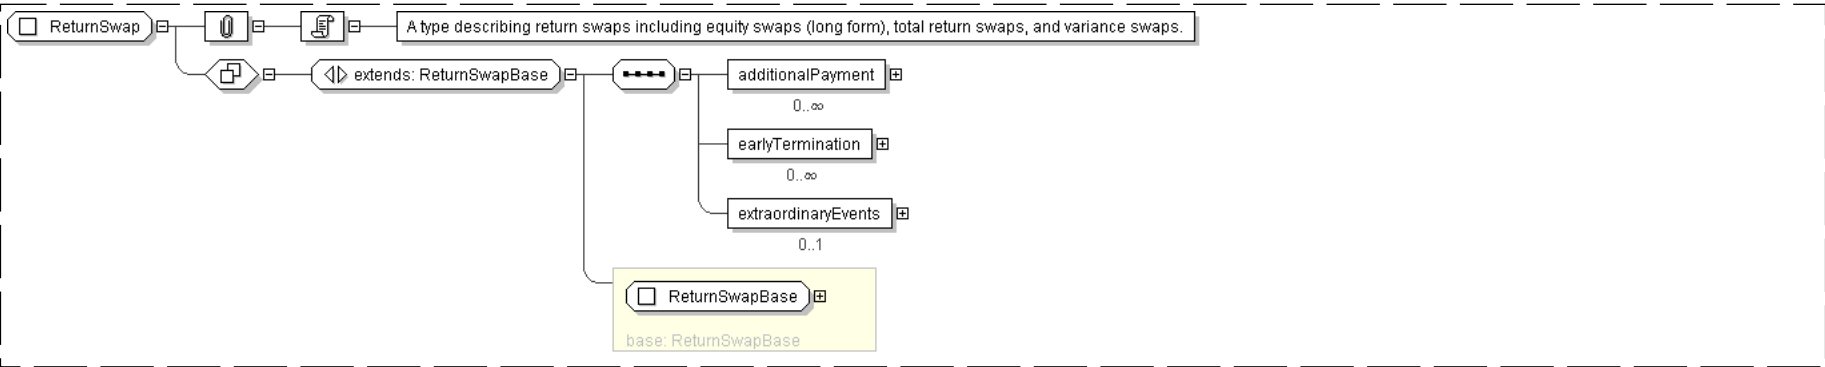 ReturnSwap
A type describing return swaps including equity swaps (long form), total return swaps, and variance swaps.
extends: ReturnSwapBase
additionalPayment
0..∞
earlyTermination
0..∞
extraordinaryEvents
0..1
ReturnSwapBase
base: ReturnSwapBase